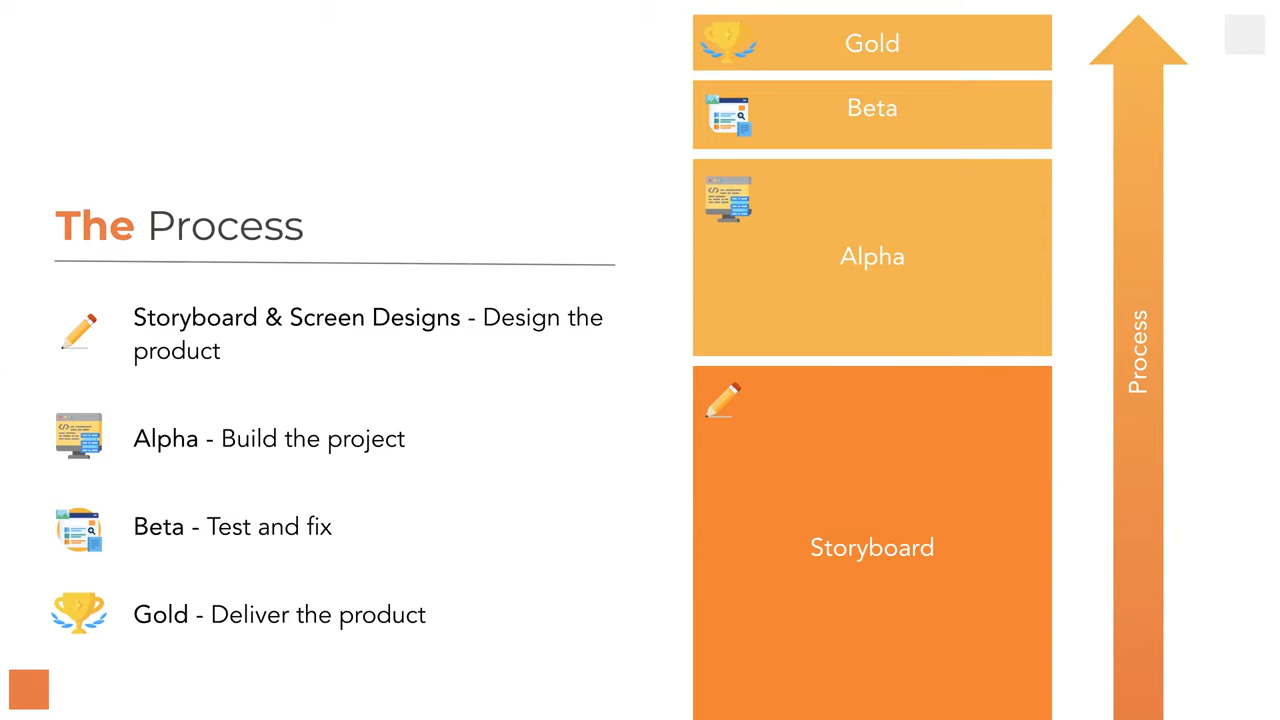 The Process
Storyboard & Screen Designs - Design the
product
Alpha - Build the project
Beta - Test and fix
Gold - Deliver the product
Gold
Beta
Alpha
Storyboard
Process